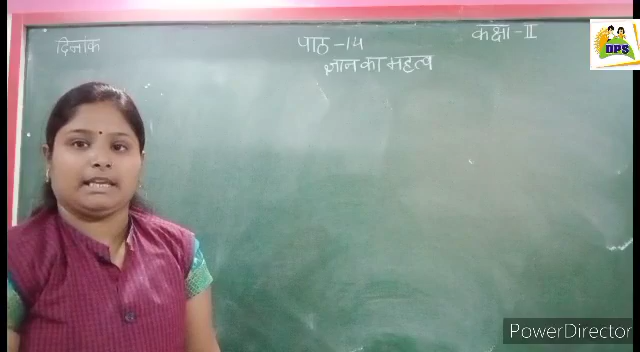 दिनांक
पाठ -14
कक्षा - II
ज्ञान का महत्व
DPS
PowerDirector